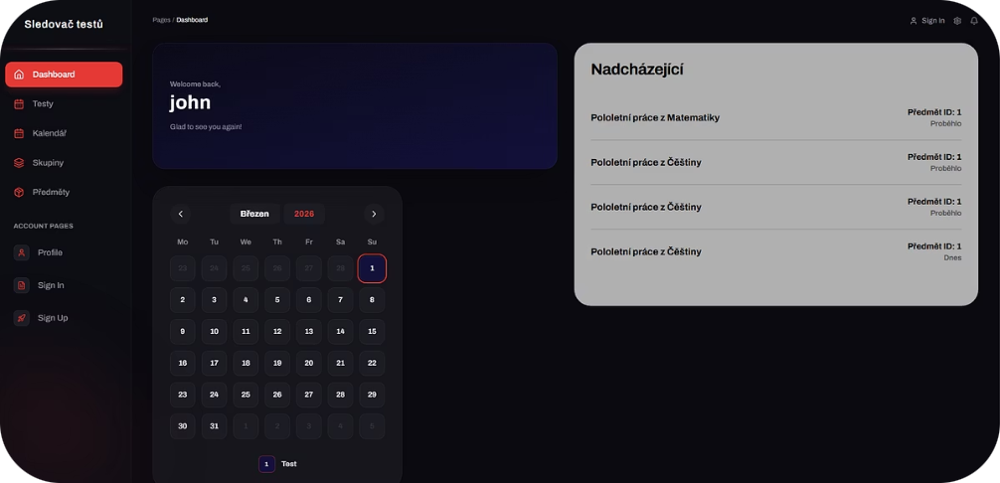 Sledovač testů
Dashboard
Testy
Kalendář
Skupiny
Předměty
ACCOUNT PAGES
Profile
Sign In
Sign Up
Pages / Dashboard
Sign In
Welcome back,
john
Glad to see you again!
Březen 2026
Mo Tu We Th Fr Sa Su
23 24 25 26 27 28 1
2 3 4 5 6 7 8
9 10 11 12 13 14 15
16 17 18 19 20 21 22
23 24 25 26 27 28 29
30 31 1 2 3 4 5
1 Test
Nadcházející
Pololetní práce z Matematiky
Předmět ID: 1
Proběhlo
Pololetní práce z Čěštiny
Předmět ID: 1
Proběhlo
Pololetní práce z Čěštiny
Předmět ID: 1
Proběhlo
Pololetní práce z Čěštiny
Předmět ID: 1
Dnes